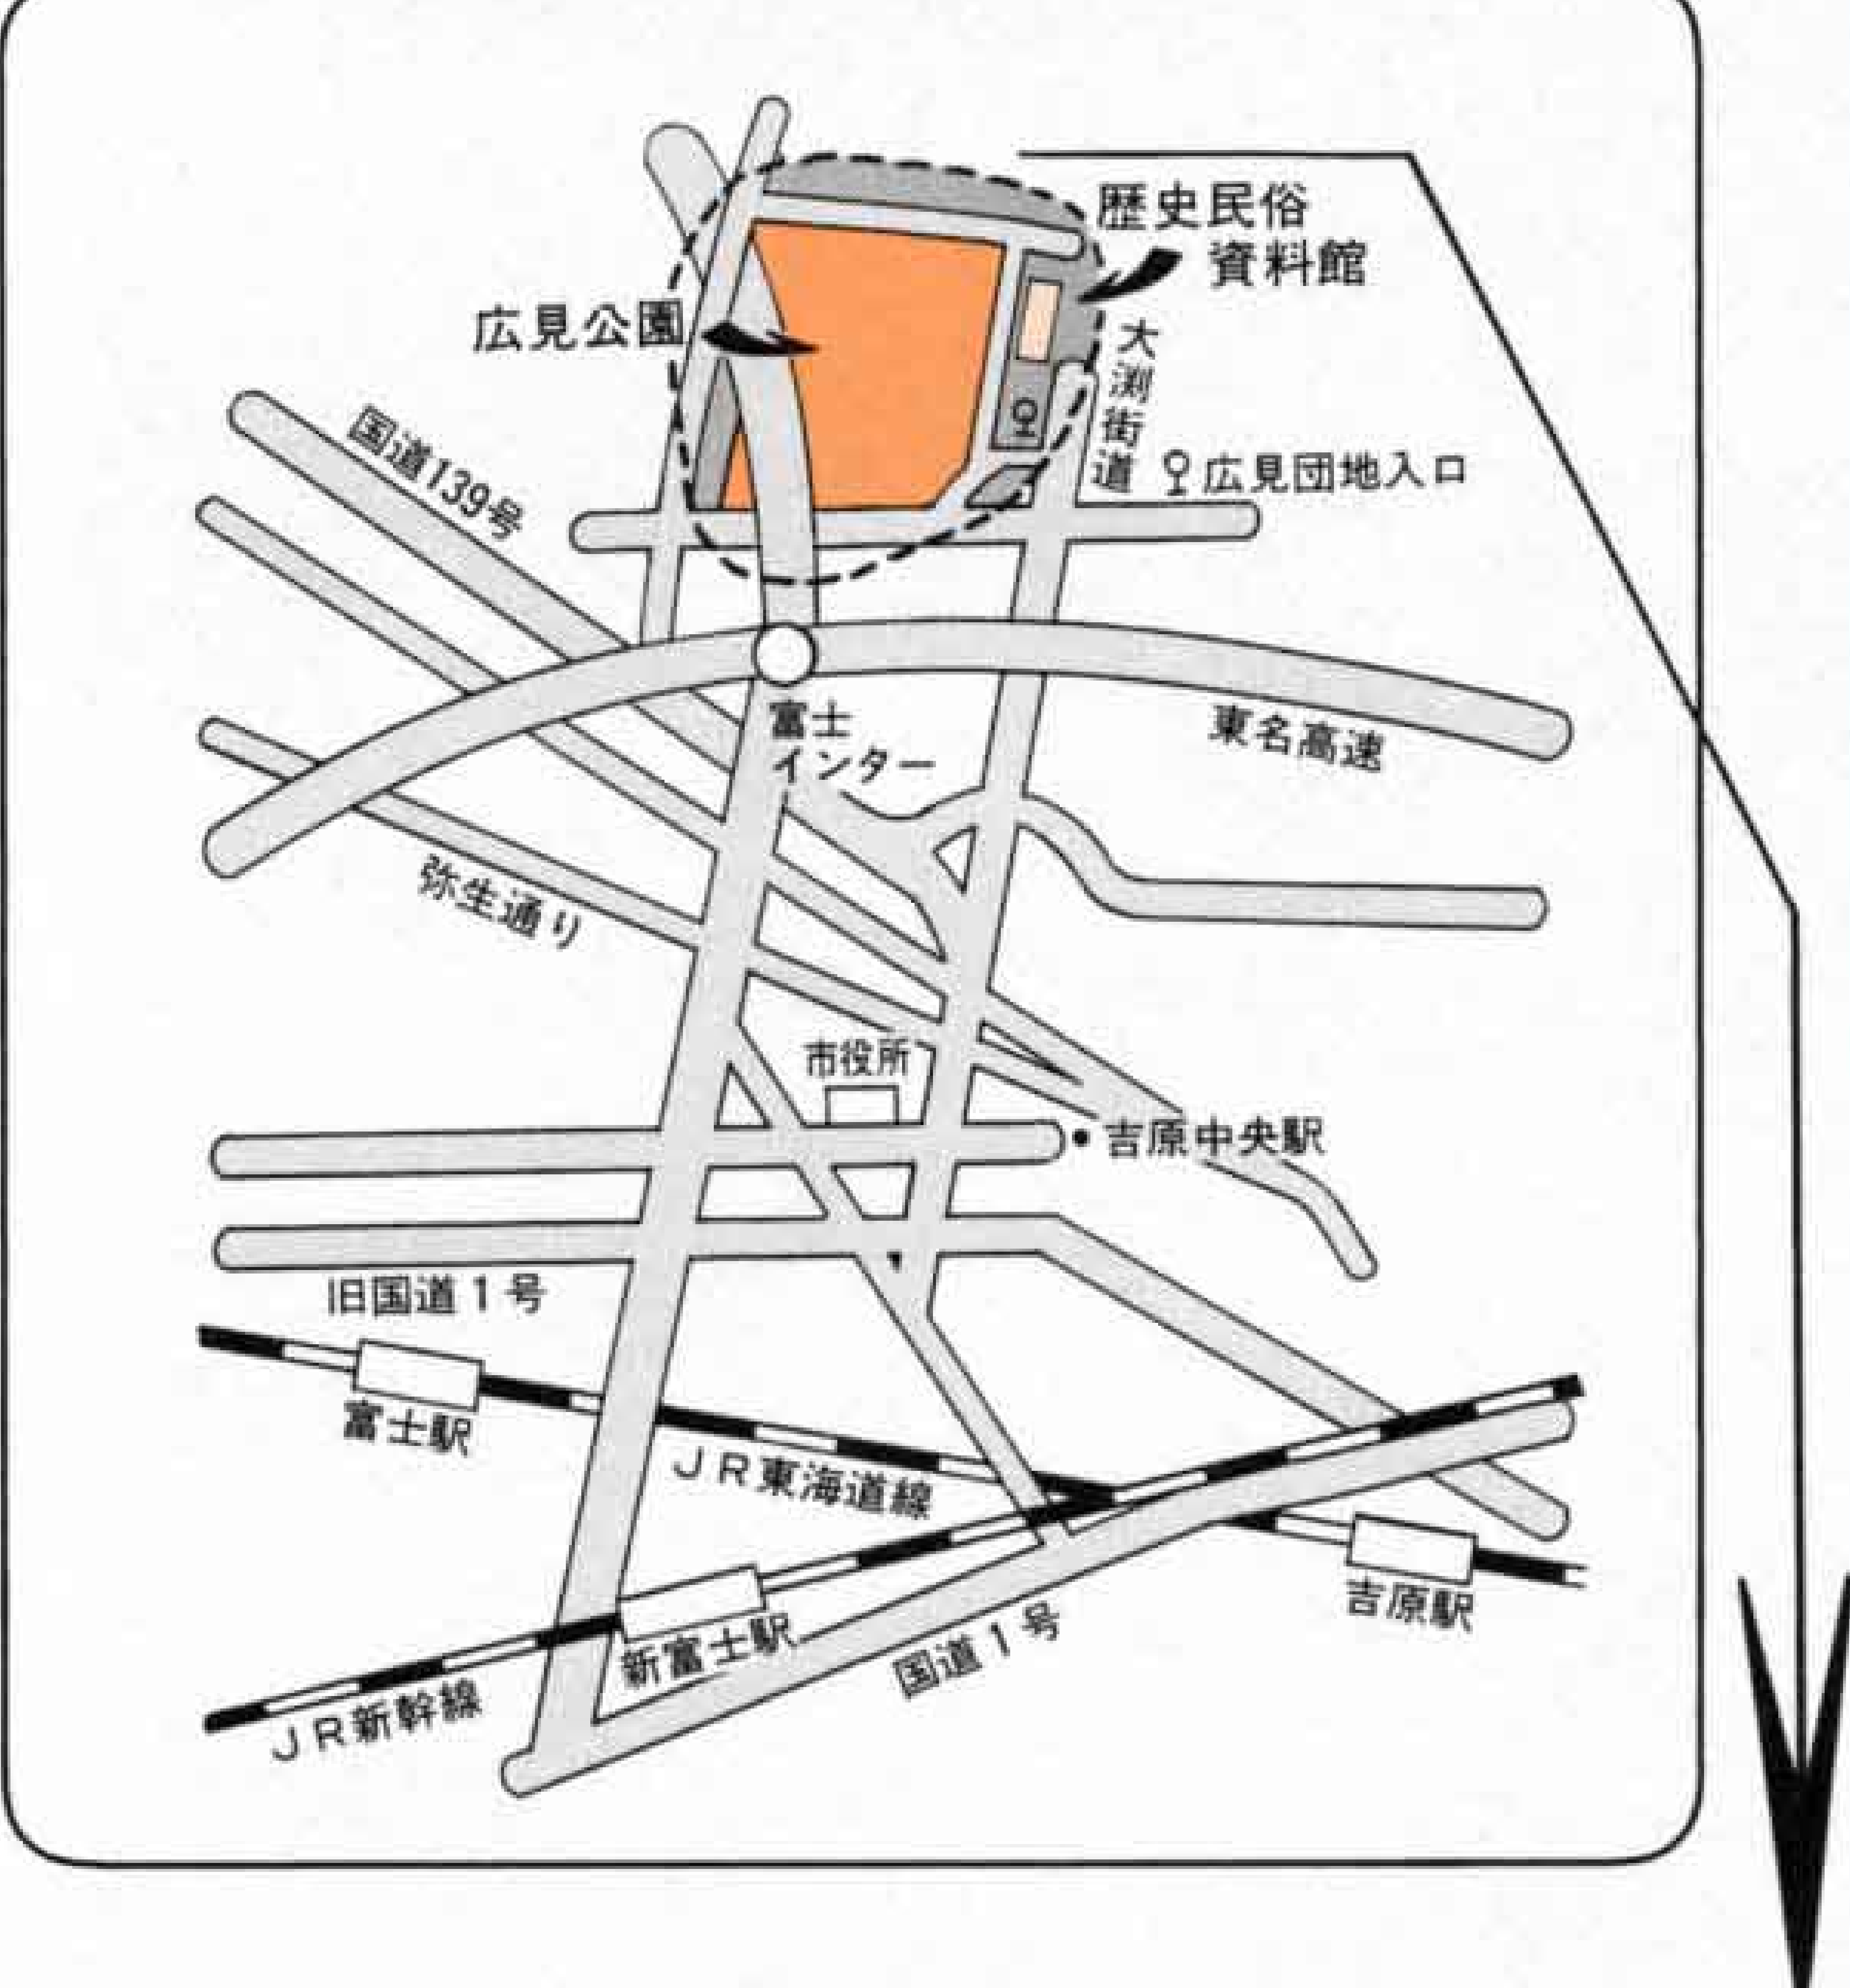 歴史民俗
資料館
広見公園
大渕街道
広見団地入口
国道139号
富士
インター
東名高速
弥生通り
市役所
吉原中央駅
旧国道1号
富士駅
JR東海道線
吉原駅
新富士駅
国道1号
JR新幹線